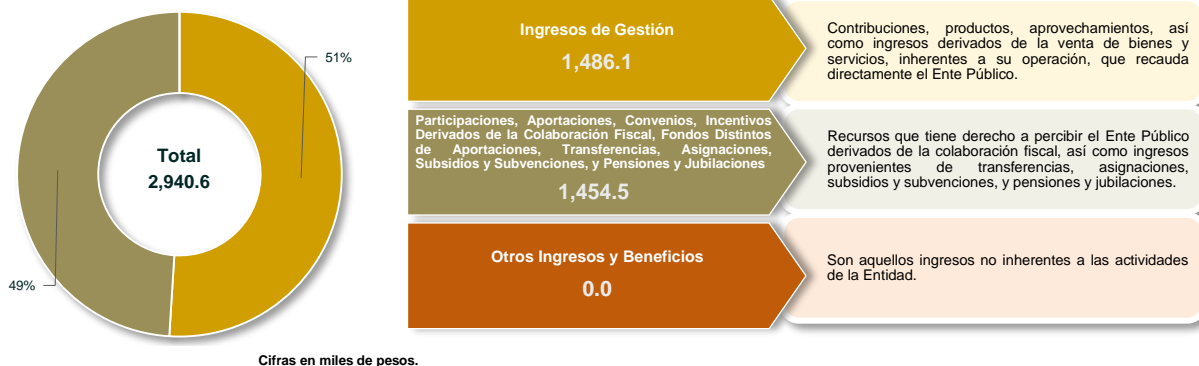 51%
49%
Total
2,940.6
Ingresos de Gestión
1,486.1
Contribuciones, productos, aprovechamientos, así
como ingresos derivados de la venta de bienes y
servicios, inherentes a su operación, que recauda
directamente el Ente Público.
Participaciones, Aportaciones, Convenios, Incentivos
Derivados de la Colaboración Fiscal, Fondos Distintos
de Aportaciones, Transferencias, Asignaciones,
Subsidios y Subvenciones, y Pensiones y Jubilaciones
1,454.5
Recursos que tiene derecho a percibir el Ente Público
derivados de la colaboración fiscal, así como ingresos
provenientes de transferencias, asignaciones,
subsidios y subvenciones, y pensiones y jubilaciones.
Otros Ingresos y Beneficios
0.0
Son aquellos ingresos no inherentes a las actividades
de la Entidad.
Cifras en miles de pesos.